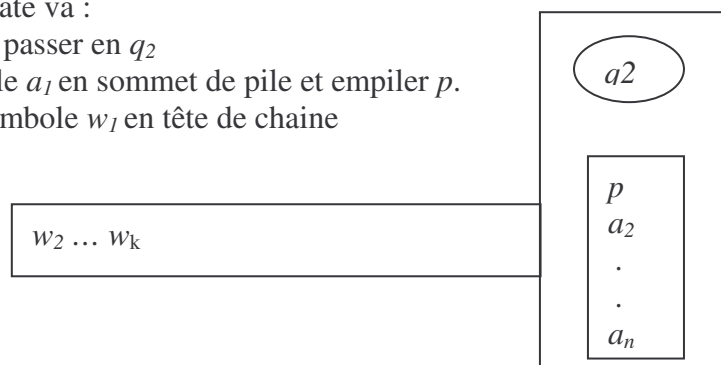 ate va :
passer en q2
le a1 en sommet de pile et empiler p.
mbole w1 en tête de chaine
q2
p
w2 … wk
a2
.
.
an